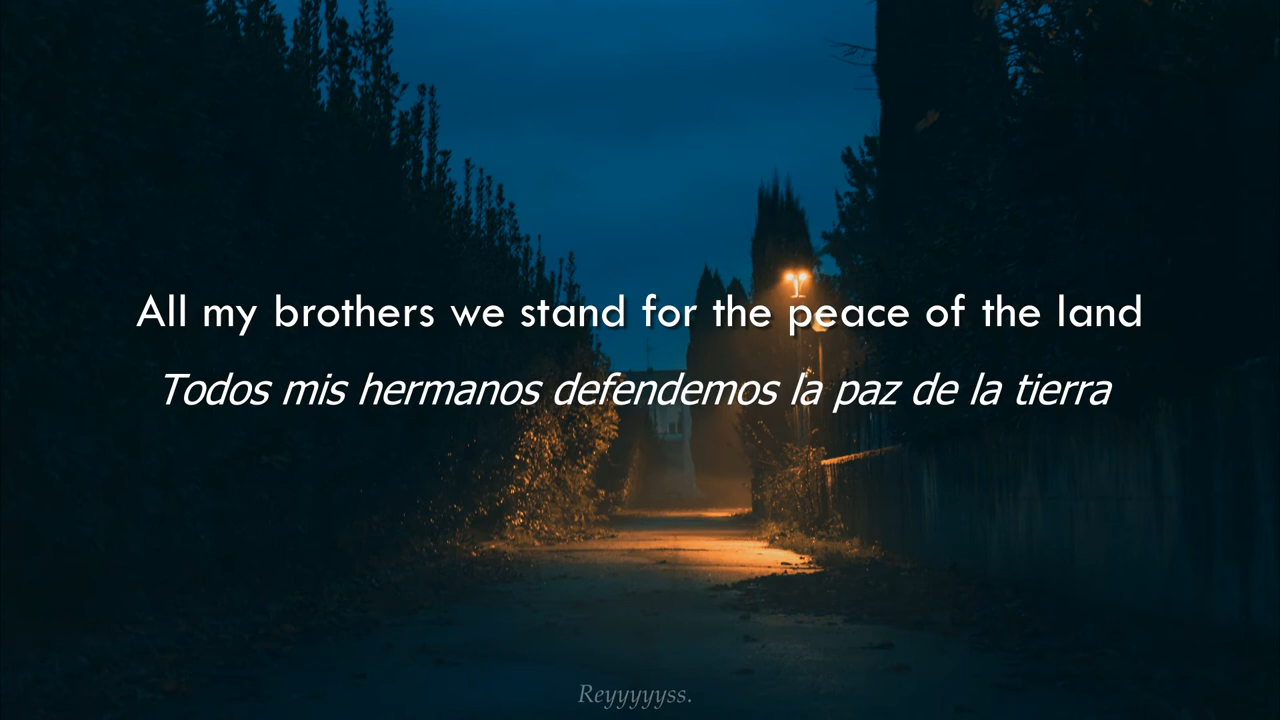 All my brothers we stand for the peace of the land
Todos mis hermanos defendemos la paz de la tierra
Reyyyyyyss.